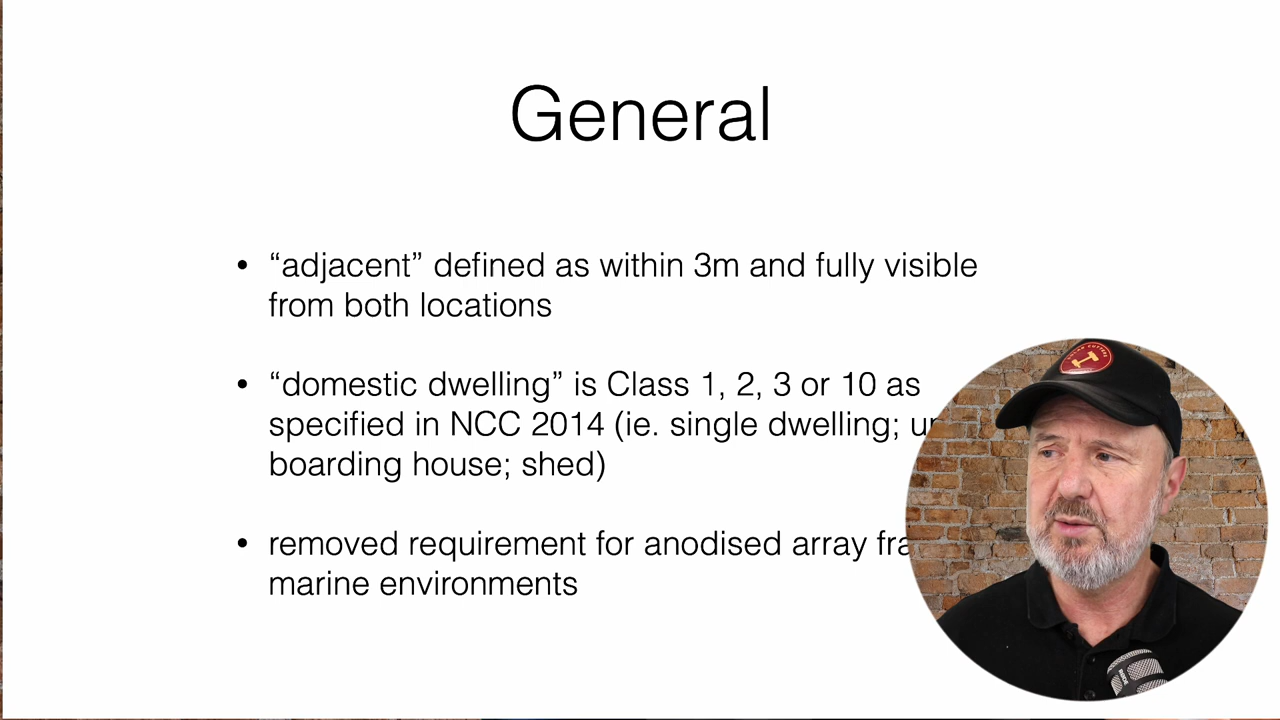 General
• “adjacent” defined as within 3m and fully visible
from both locations
• “domestic dwelling” is Class 1, 2, 3 or 10 as
specified in NCC 2014 (ie. single dwelling;
boarding house; shed)
• removed requirement for anodised array
marine environments